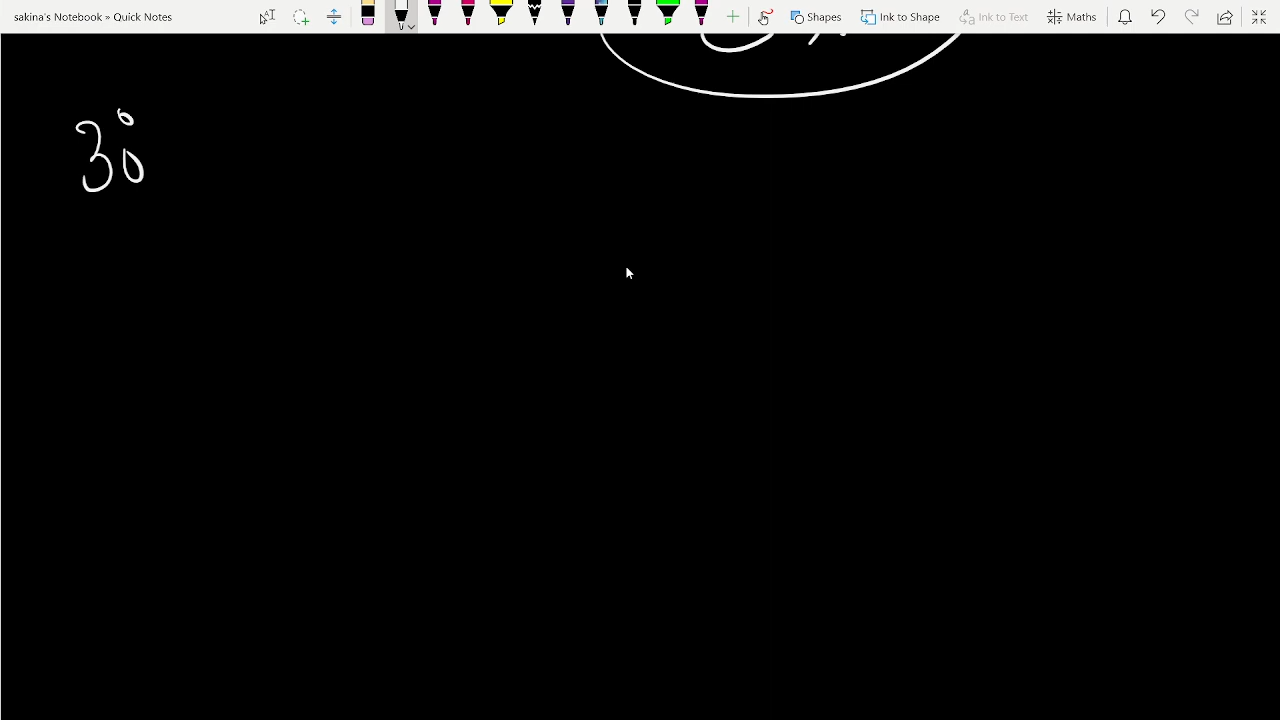 sakina's Notebook » Quick Notes
Shapes
Ink to Shape
Ink to Text
Maths
30°